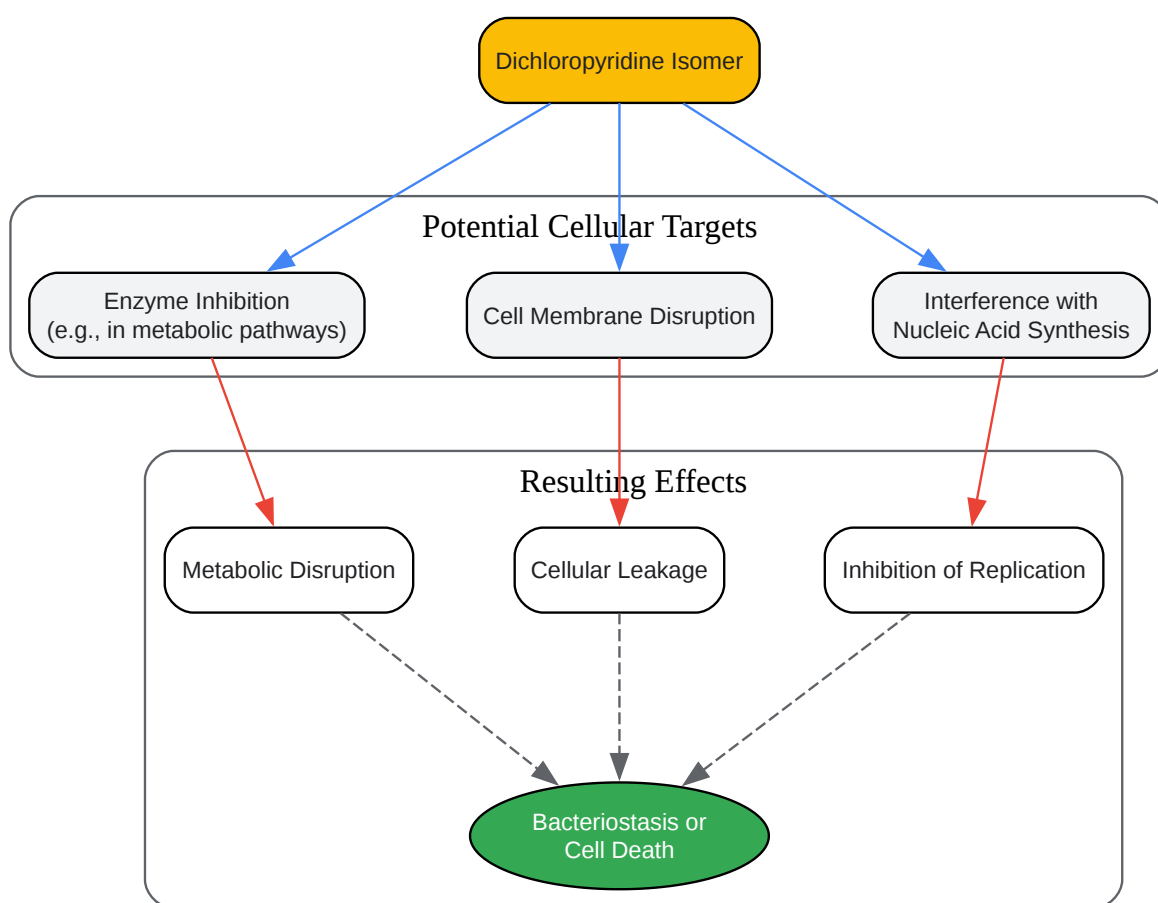 Dichloropyridine Isomer
Potential Cellular Targets
Enzyme Inhibition
(e.g., in metabolic pathways)
Cell Membrane Disruption
Interference with
Nucleic Acid Synthesis
Resulting Effects
Metabolic Disruption
Cellular Leakage
Inhibition of Replication
Bacteriostasis or
Cell Death